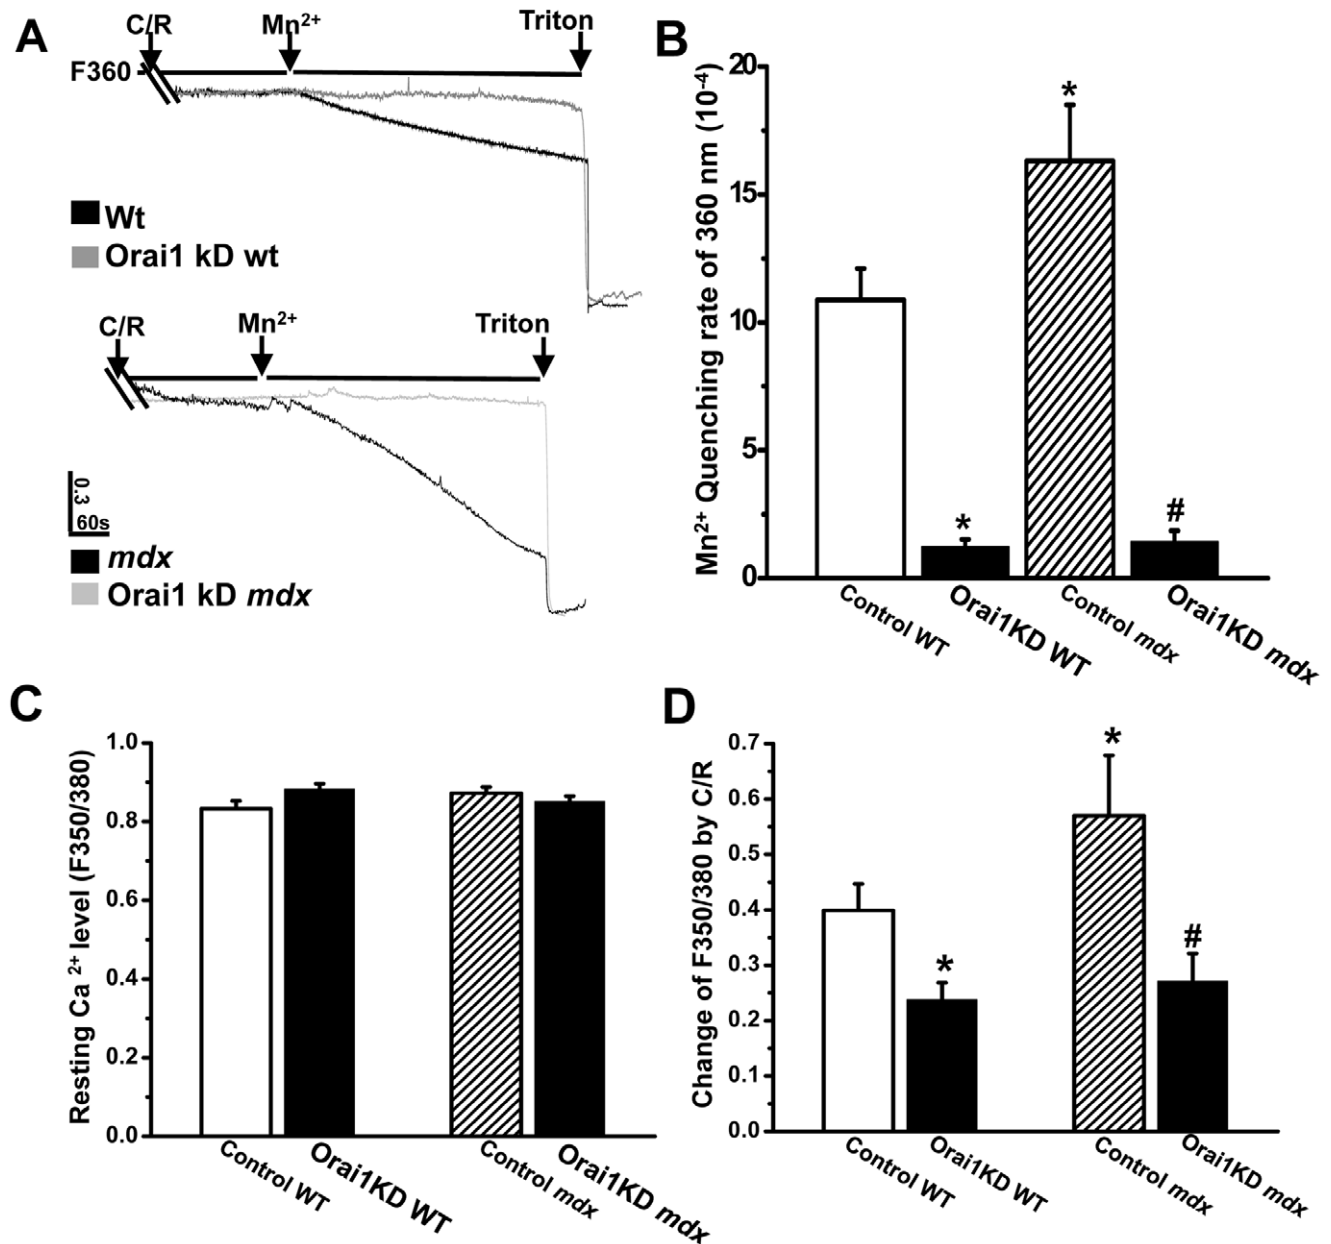 A
C/R
Mn²⁺
Triton
F360
Wt
Orai1 kD wt
C/R
Mn²⁺
Triton
0.3
60s
mdx
Orai1 kD mdx
B
Mn²⁺ Quenching rate of 360 nm (10⁻⁴)
20
15
10
5
0
*
*
#
Control WT
Orai1KD WT
Control mdx
Orai1KD mdx
C
Resting Ca ²⁺ level (F350/380)
1.0
0.8
0.6
0.4
0.2
0.0
Control WT
Orai1KD WT
Control mdx
Orai1KD mdx
D
Change of F350/380 by C/R
0.7
0.6
0.5
0.4
0.3
0.2
0.1
0.0
*
*
#
Control WT
Orai1KD WT
Control mdx
Orai1KD mdx